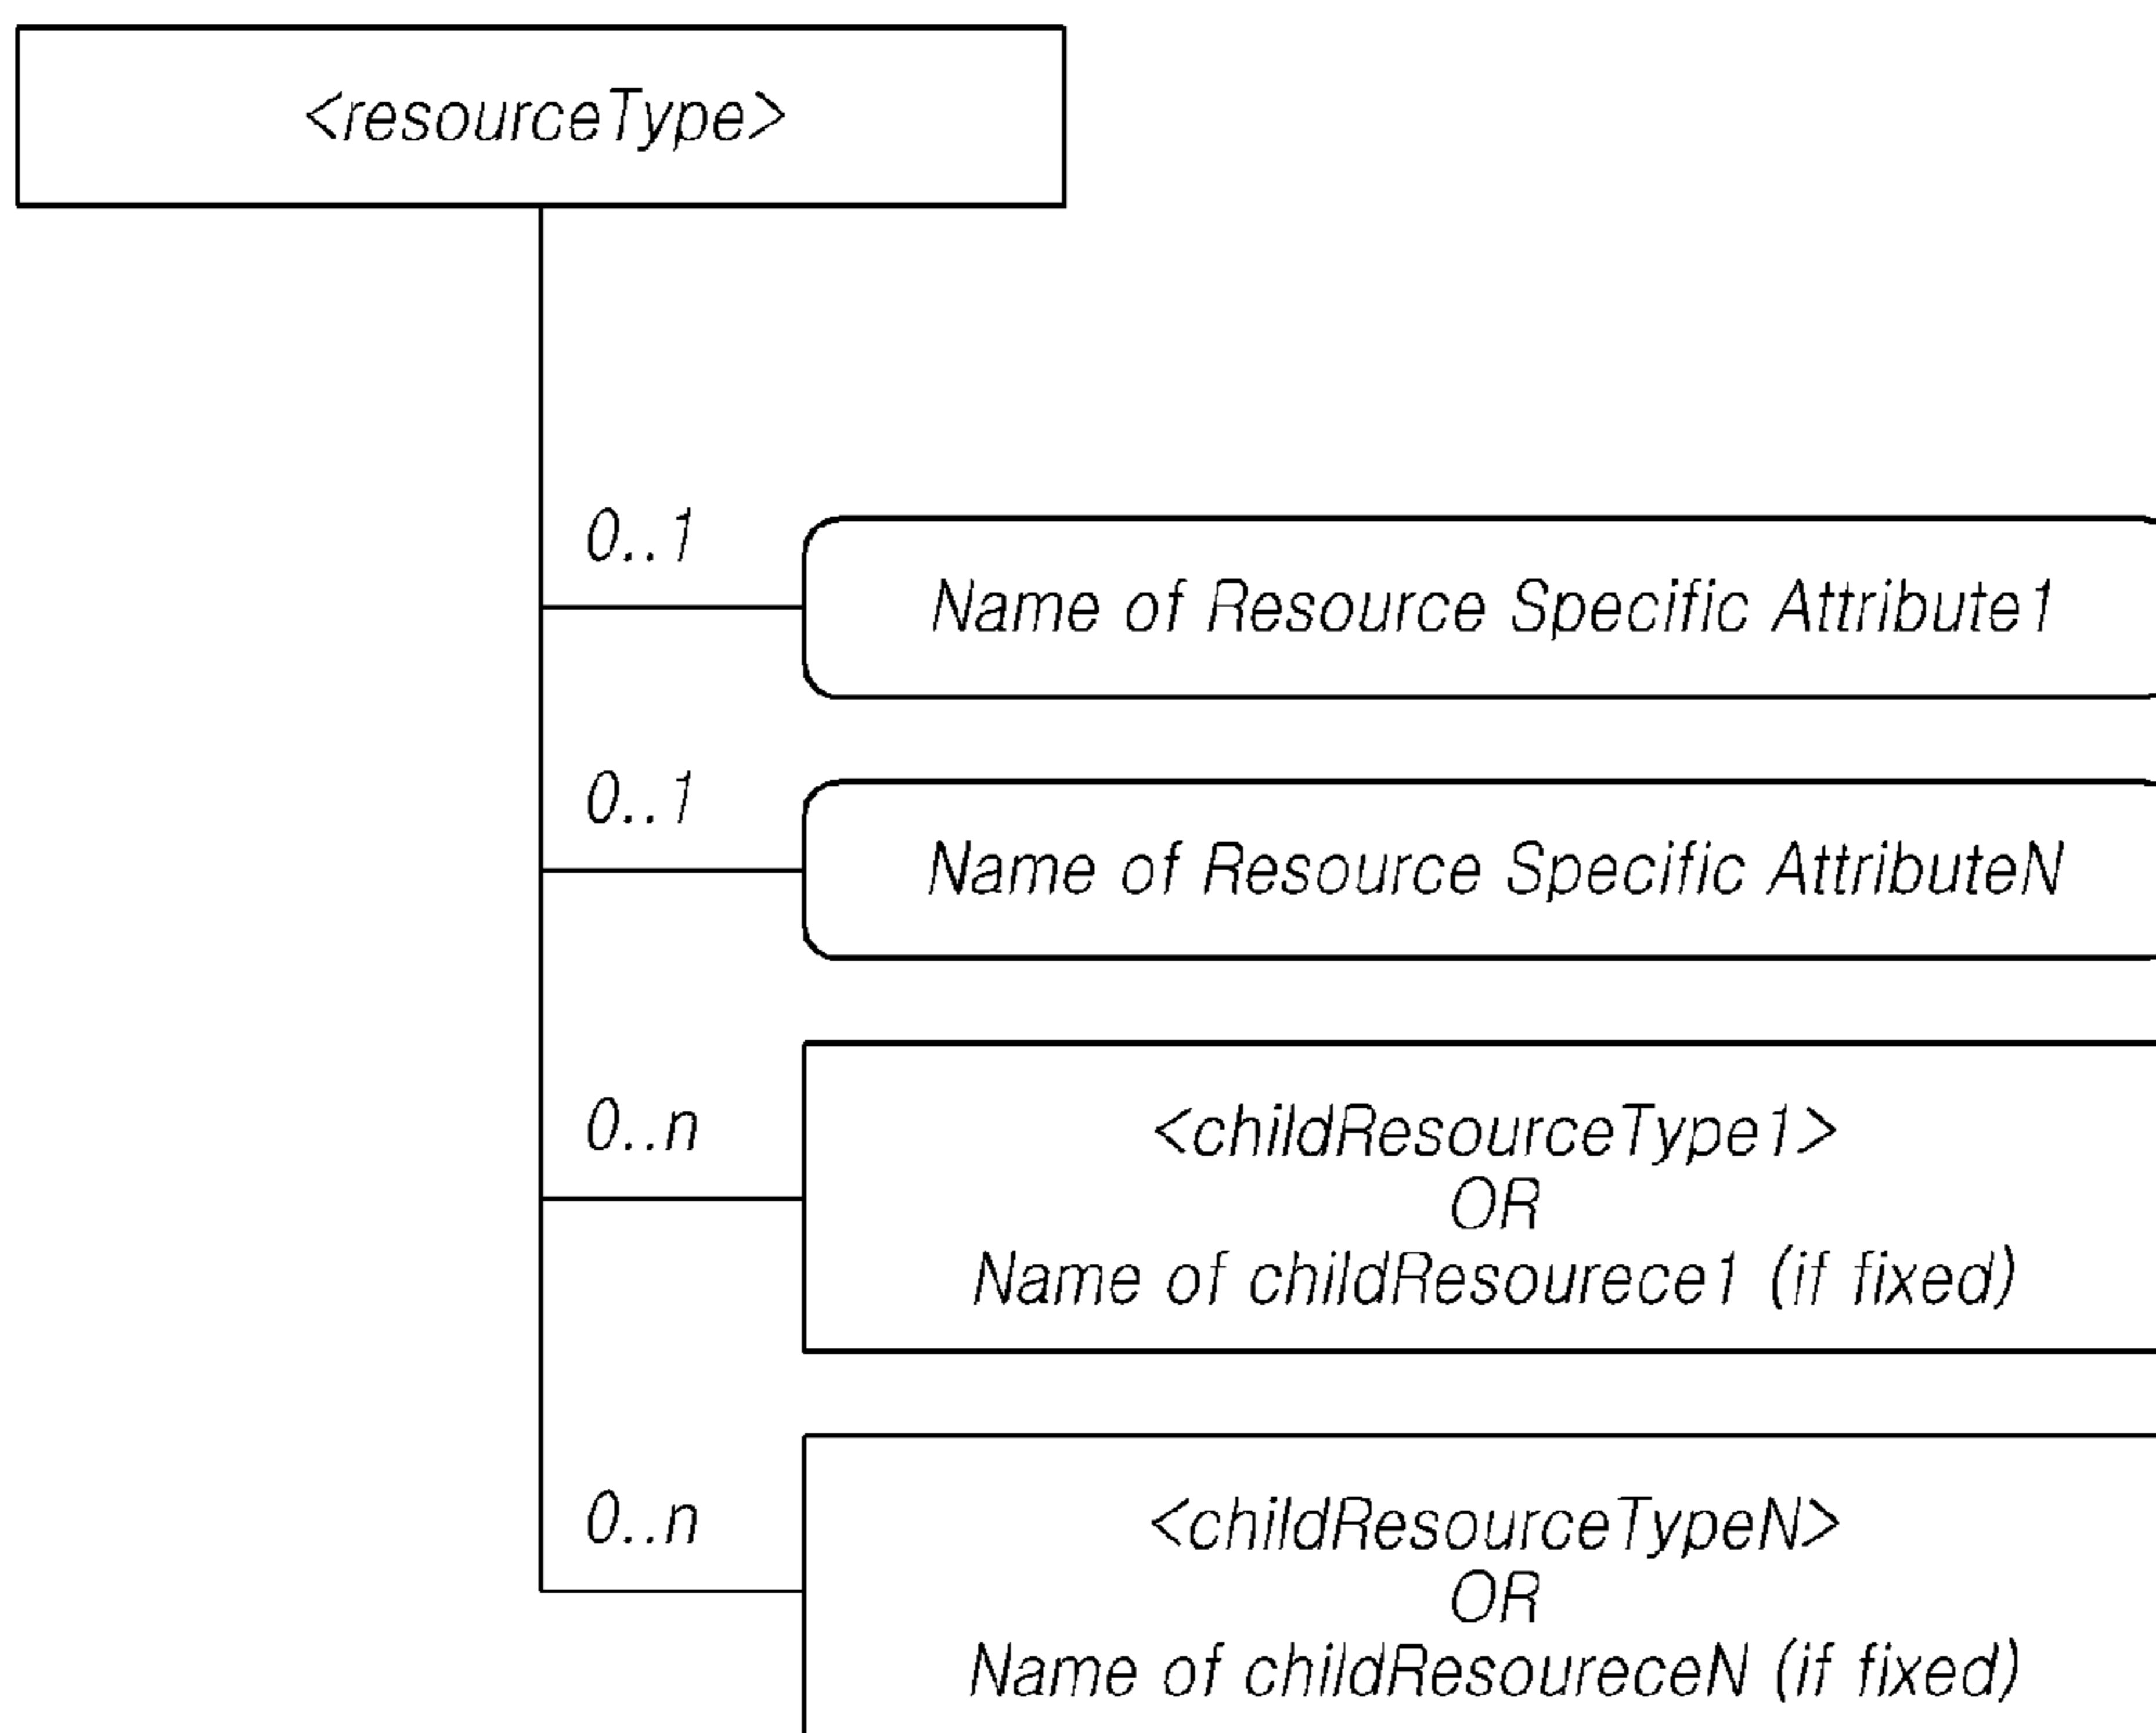 <resourceType>
0..1
Name of Resource Specific Attribute1
0..1
Name of Resource Specific AttributeN
0..n
<childResourceType1>
OR
Name of childResourece1 (if fixed)
0..n
<childResourceTypeN>
OR
Name of childResoureceN (if fixed)